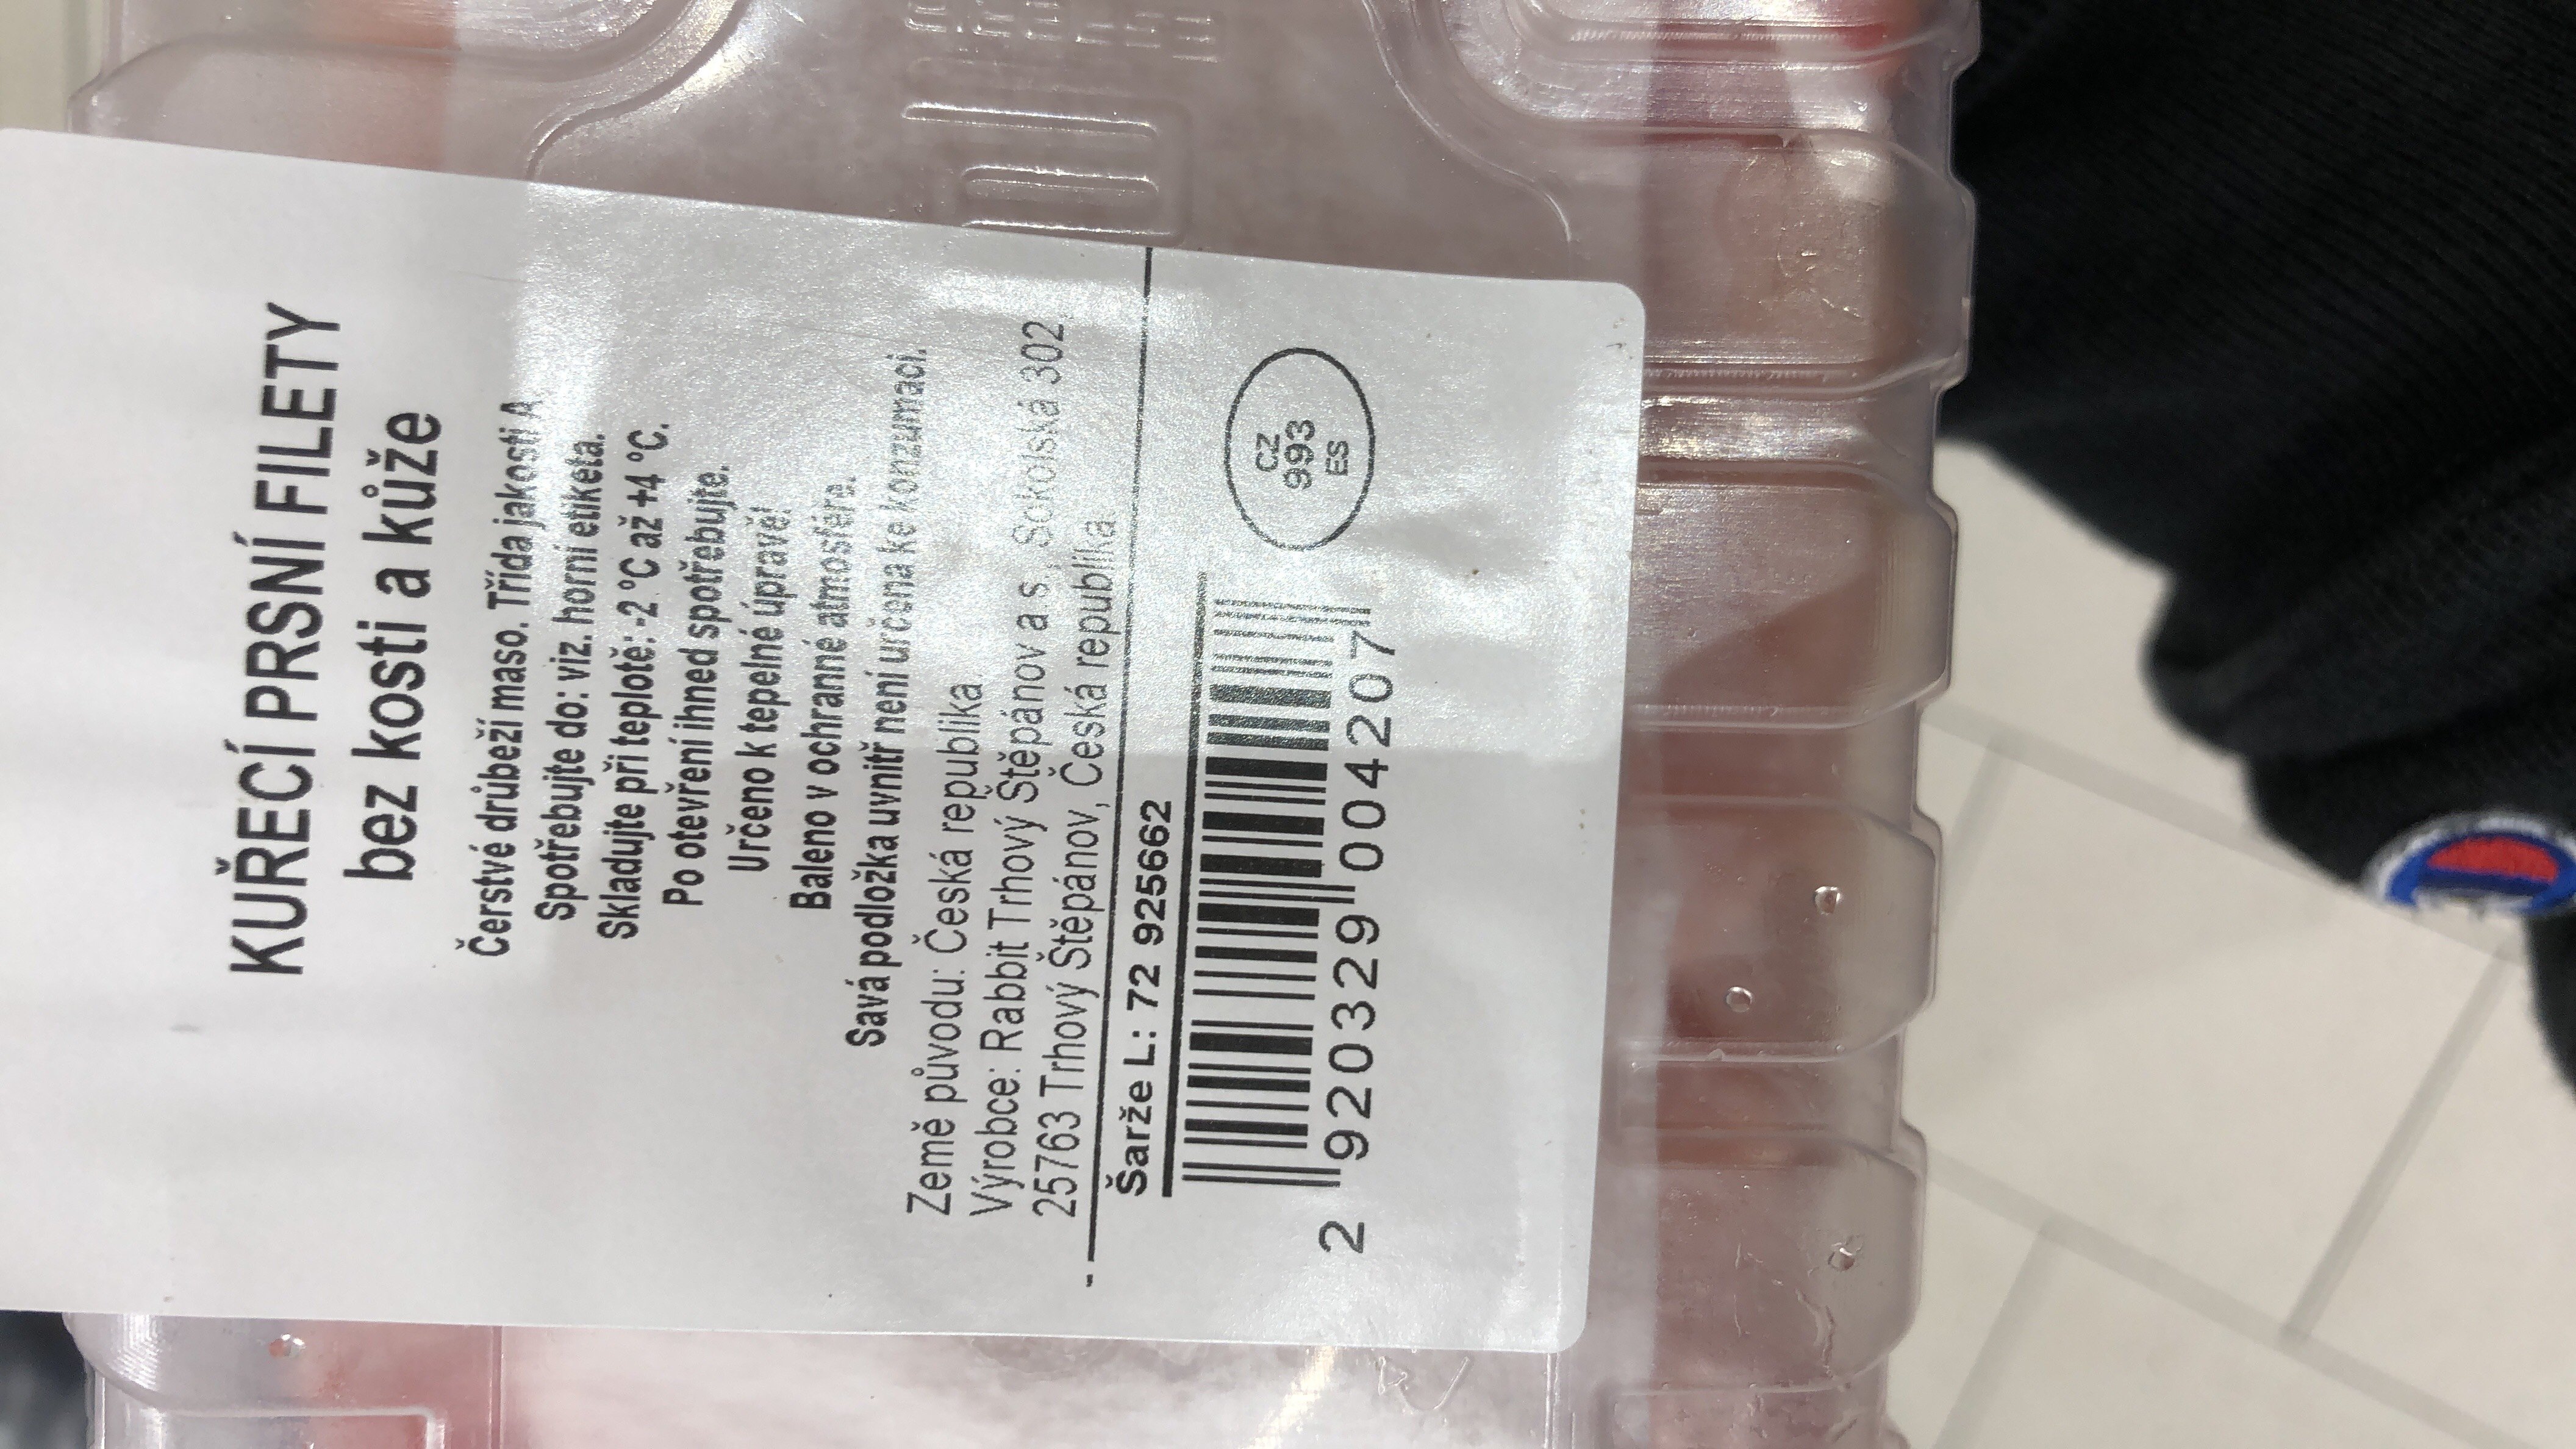 KUŘECÍ PRSNÍ FILETY
bez kosti a kůže
Čerstvé drůbeží maso. Třída jakosti A
Spotřebujte do: viz. horní etiketa.
Skladujte při teplotě: -2 °C až +4 °C.
Po otevření ihned spotřebujte.
Určeno k tepelné úpravě!
Baleno v ochranné atmosféře.
Savá podložka uvnitř není určena ke konzumaci.
Země původu: Česká republika
Výrobce: Rabbit Trhový Štěpánov a s , Sokolská 302,
25763 Trhový Štěpánov, Česká republika
Šarže L: 72 925662
CZ
993
ES
2 920329 004207